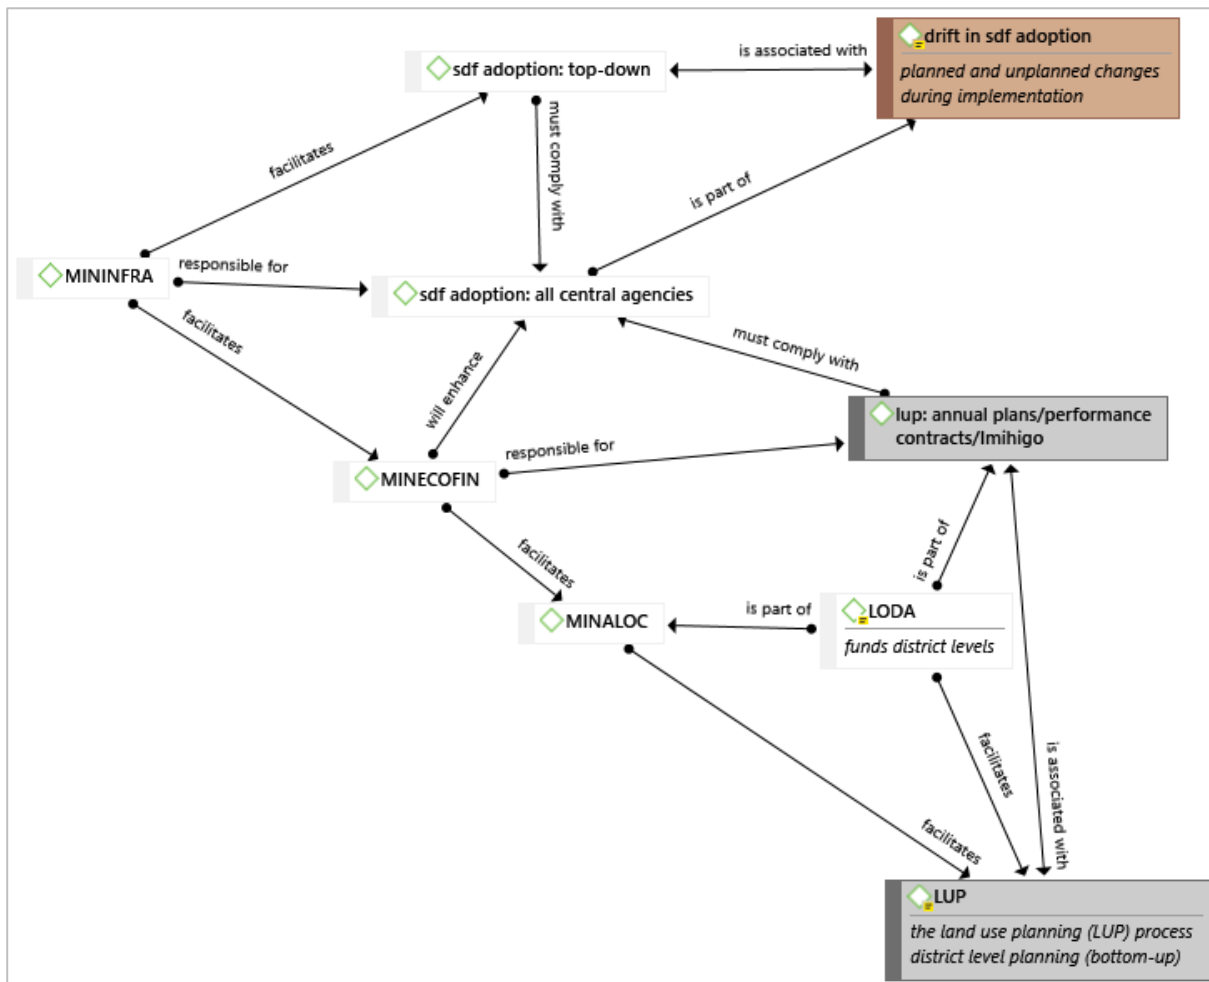 drift in sdf adoption
is associated with
sdf adoption: top-down
planned and unplanned changes
during implementation
must comply with
facilitates
is part of
MININFRA
responsible for
sdf adoption: all central agencies
facilitates
must comply with
will enhance
lup: annual plans/performance
contracts/Imihigo
responsible for
MINECOFIN
facilitates
is part of
is part of
LODA
MINALOC
funds district levels
facilitates
is associated with
facilitates
LUP
the land use planning (LUP) process
district level planning (bottom-up)